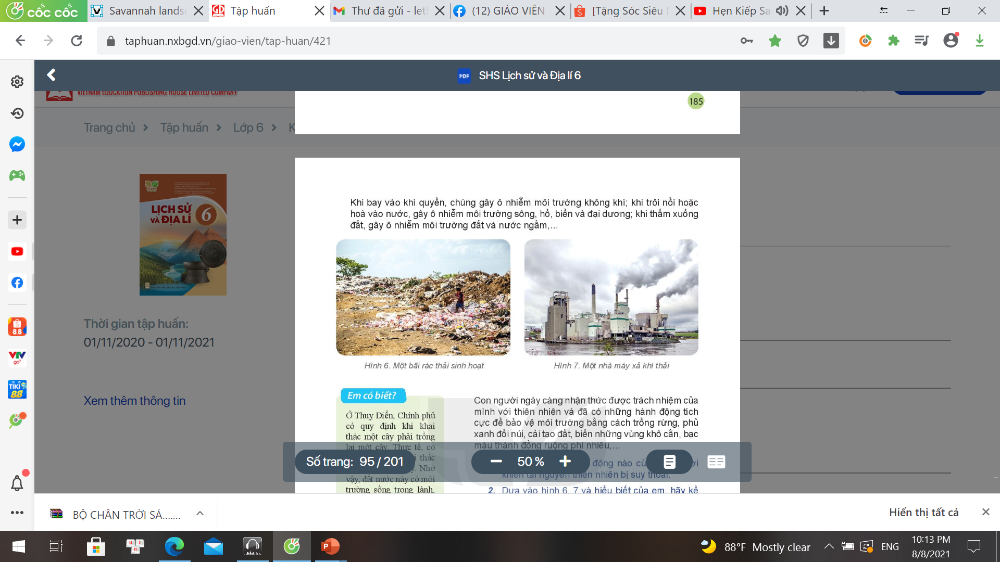 cốc cốc
Savannah lands
Tập huấn
Thư đã gửi - let
(12) GIÁO VIÊN
[Tặng Sóc Siêu
Hẹn Kiếp Sa
taphuan.nxbgd.vn/giao-vien/tap-huan/421
PDF SHS Lịch sử và Địa lí 6
VIETNAM EDUCATION PUBLISHING HOUSE LIMITED COMPANY
185
Trang chủ > Tập huấn > Lớp 6 > K
LỊCH SỬ
VÀ ĐỊA LÍ 6
Thời gian tập huấn:
01/11/2020 - 01/11/2021
Xem thêm thông tin
Khi bay vào khí quyển, chúng gây ô nhiễm môi trường không khí; khi trôi nổi hoặc
hoà vào nước, gây ô nhiễm môi trường sông, hồ, biển và đại dương; khi thấm xuống
đất, gây ô nhiễm môi trường đất và nước ngầm,...
Hình 6. Một bãi rác thải sinh hoạt
Hình 7. Một nhà máy xả khí thải
Em có biết?
Ở Thuỵ Điển, Chính phủ
có quy định khi khai
thác một cây phải trồng
lại một cây. Thực tế, có
thác
Nhờ
vậy, đất nước này có môi
trường sống trong lành,
Con người ngày càng nhận thức được trách nhiệm của
mình với thiên nhiên và đã có những hành động tích
cực để bảo vệ môi trường bằng cách trồng rừng, phủ
xanh đồi núi, cải tạo đất, biến những vùng khô cằn, bạc
màu thành đồng ruộng phì nhiêu,...
động nào củ
khiến tài nguyên thiên nhiên bị suy thoái.
2. Dựa vào hình 6, 7 và hiểu biết của em, hãy kể
Số trang: 95 / 201
50 %
88
VTV
go
TIKI
88
BỘ CHÂN TRỜI SÁ.......
Hiển thị tất cả
88°F Mostly clear
ENG
10:13 PM
8/8/2021